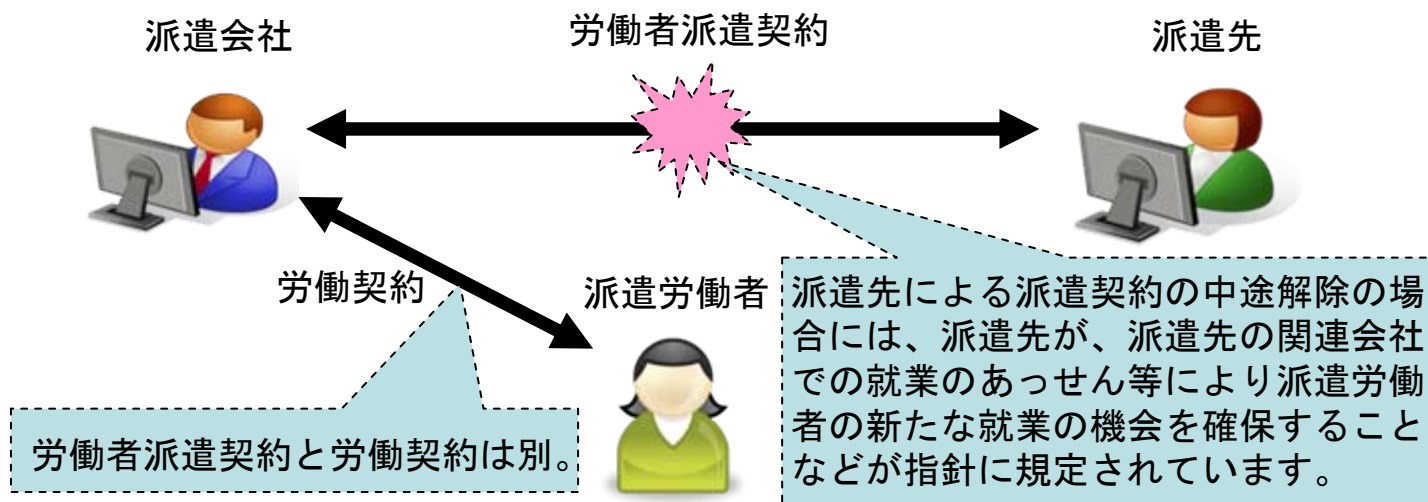 派遣会社
労働者派遣契約
派遣先
労働契約
派遣労働者
派遣先による派遣契約の中途解除の場
合には、派遣先が、派遣先の関連会社
での就業のあっせん等により派遣労働
者の新たな就業の機会を確保すること
などが指針に規定されています。
労働者派遣契約と労働契約は別。